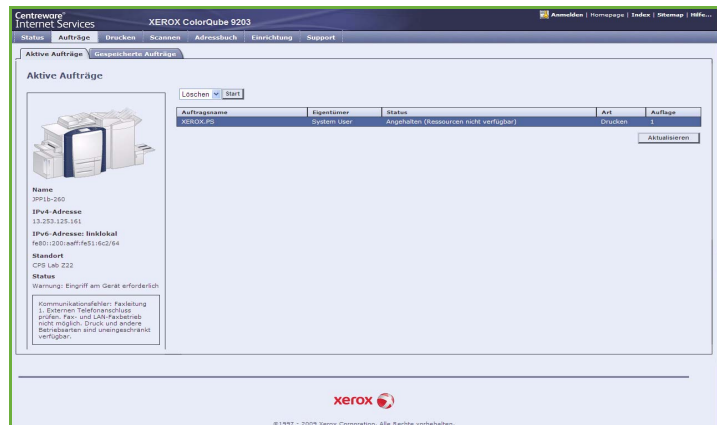 Centreware®
Internet Services
XEROX ColorQube 9203
Anmelden | Homepage | Index | Sitemap | Hilfe...
Status Aufträge Drucken Scannen Adressbuch Einrichtung Support
Aktive Aufträge Gespeicherte Aufträge
Aktive Aufträge
Löschen Start
Auftragsname Eigentümer Status Art Auflage
XEROX.PS System User Angehalten (Ressourcen nicht verfügbar) Drucken 1
Aktualisieren
Name
JPP1b-260
IPv4-Adresse
13.253.125.161
IPv6-Adresse: linklokal
fe80::200:aaff:fe51:6c2/64
Standort
CPS Lab Z22
Status
Warnung: Eingriff am Gerät erforderlich
Kommunikationsfehler: Faxleitung
1. Externen Telefonanschluss
prüfen. Fax- und LAN-Faxbetrieb
nicht möglich. Druck und andere
Betriebsarten sind uneingeschränkt
verfügbar.
xerox
©1997 - 2009 Xerox Corporation. Alle Rechte vorbehalten.